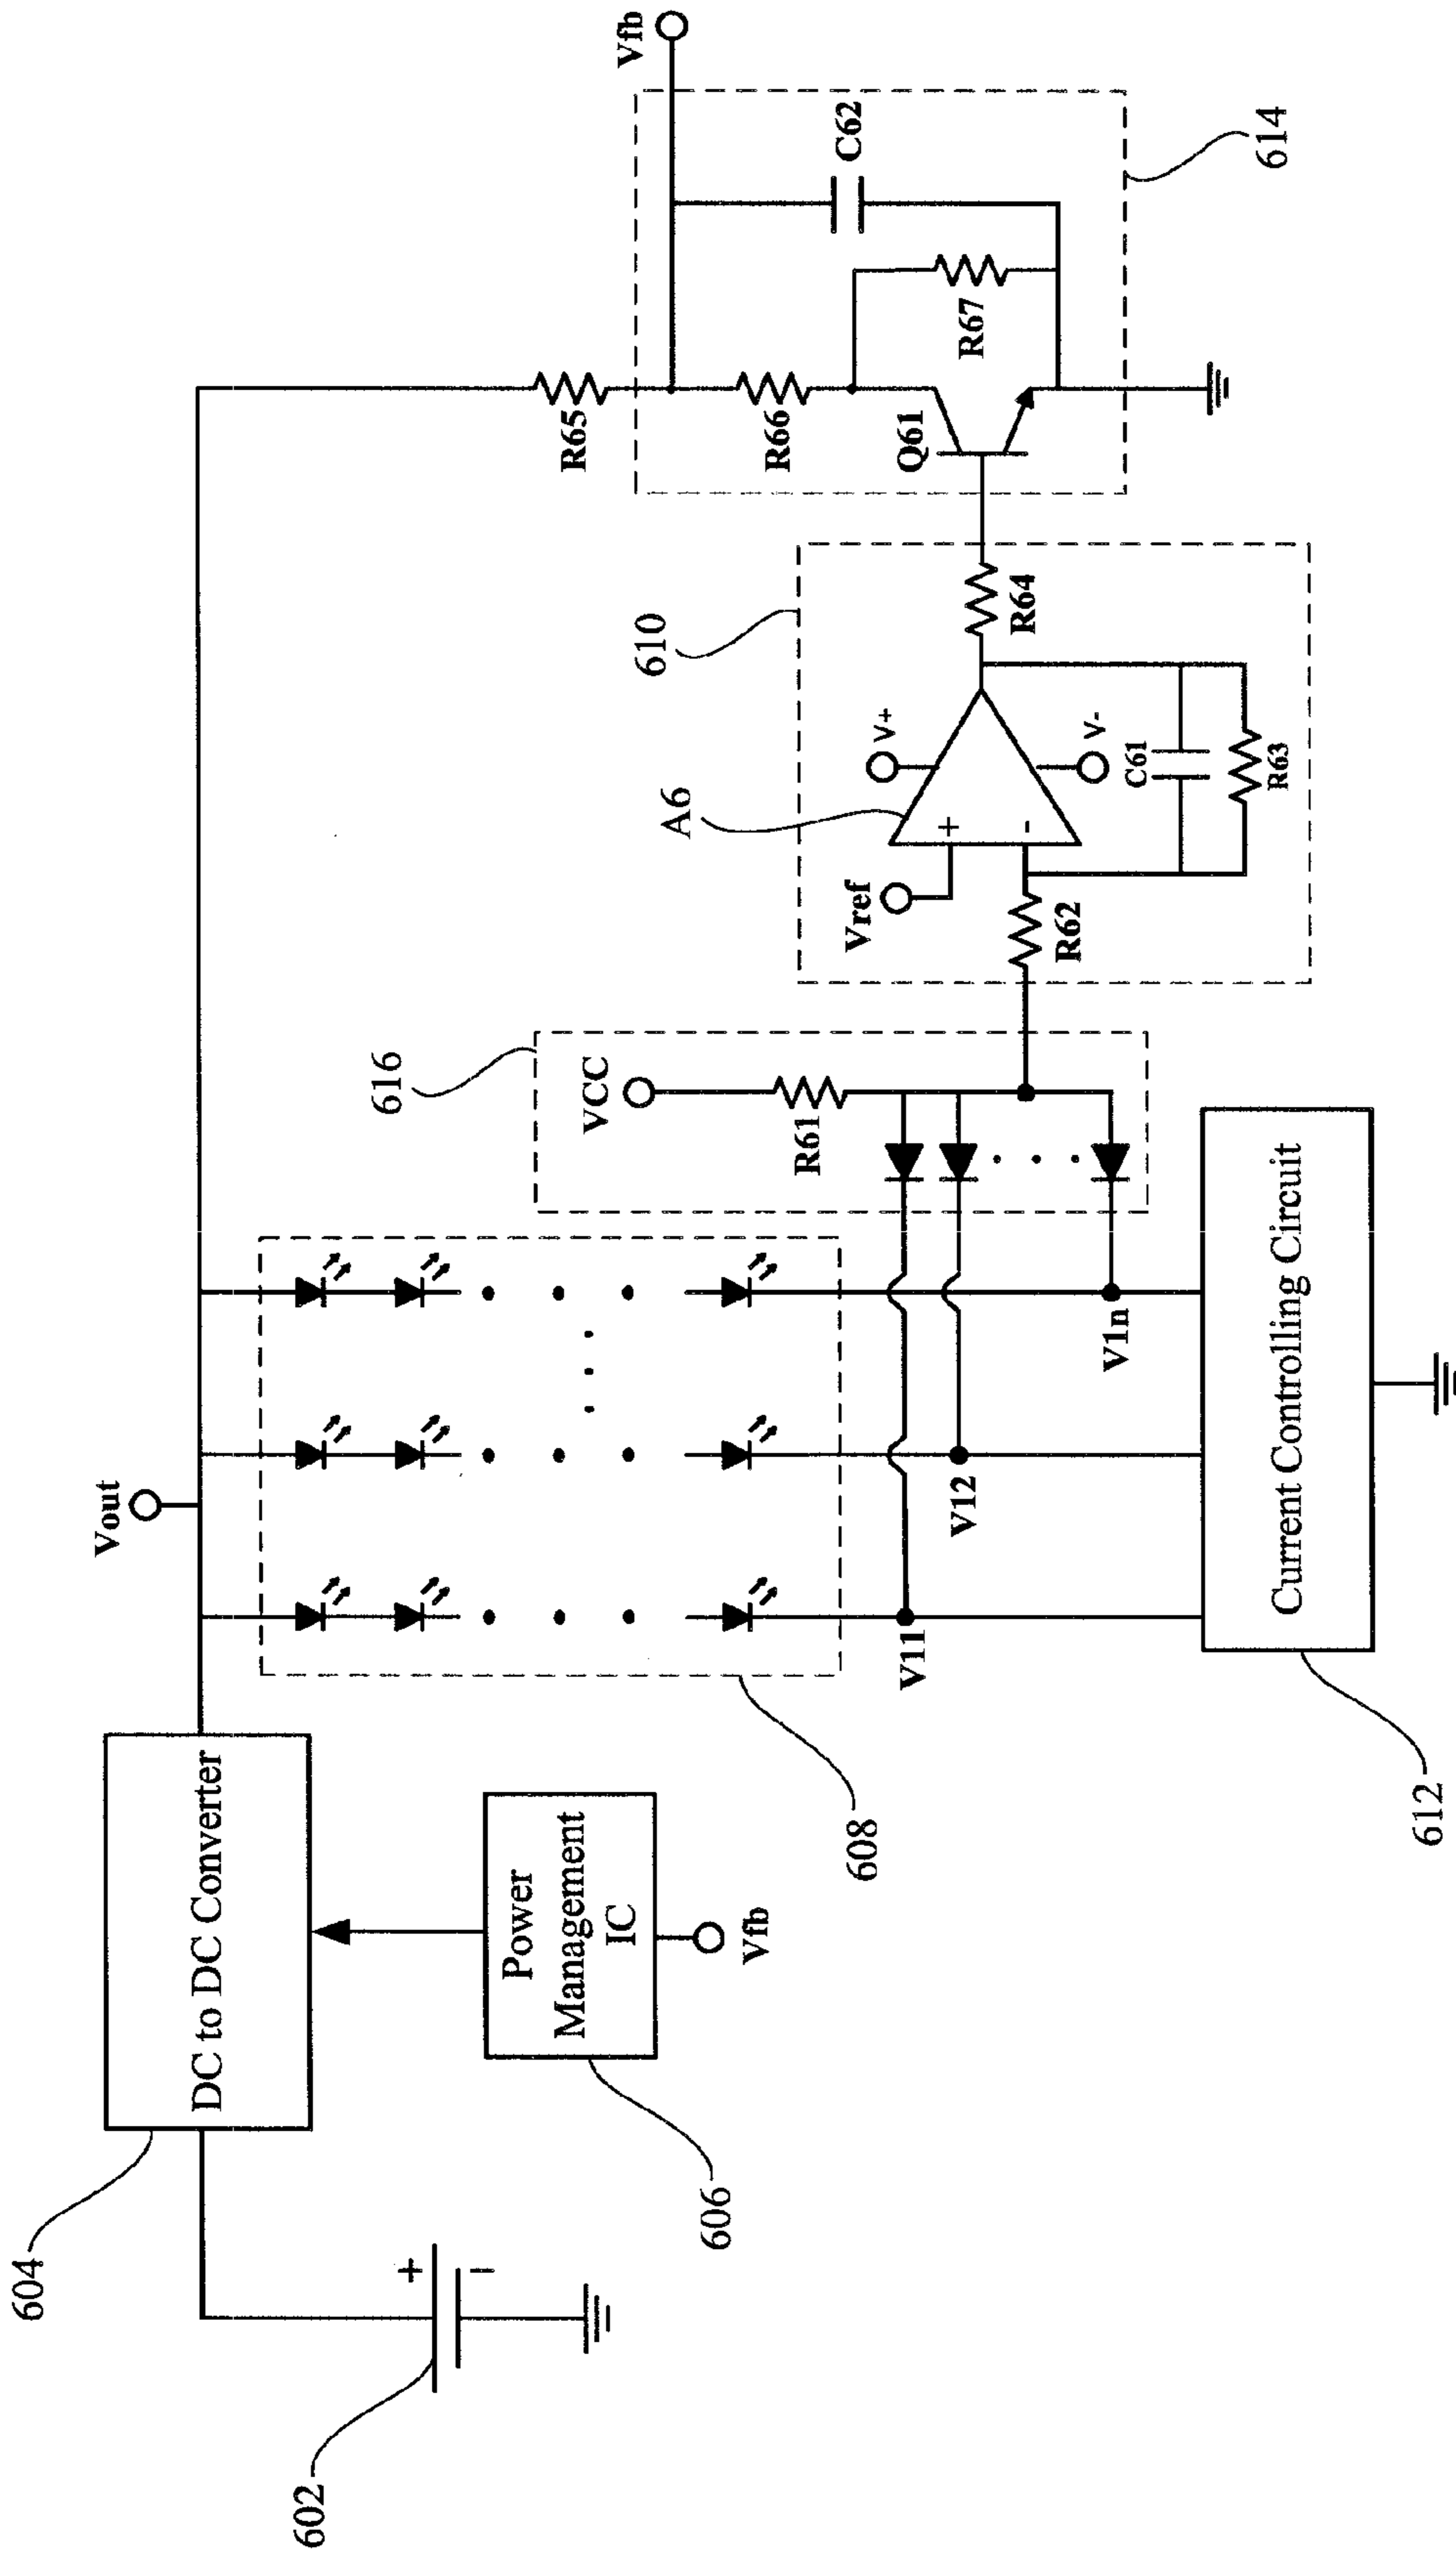 602
+
-
604
DC to DC Converter
606
Power
Management
IC
Vfb
Vout
608
V11
V12
V1n
612
Current Controlling Circuit
616
VCC
R61
610
A6
Vref
+
-
V+
V-
R62
C61
R63
R64
R65
Vfb
R66
Q61
R67
C62
614